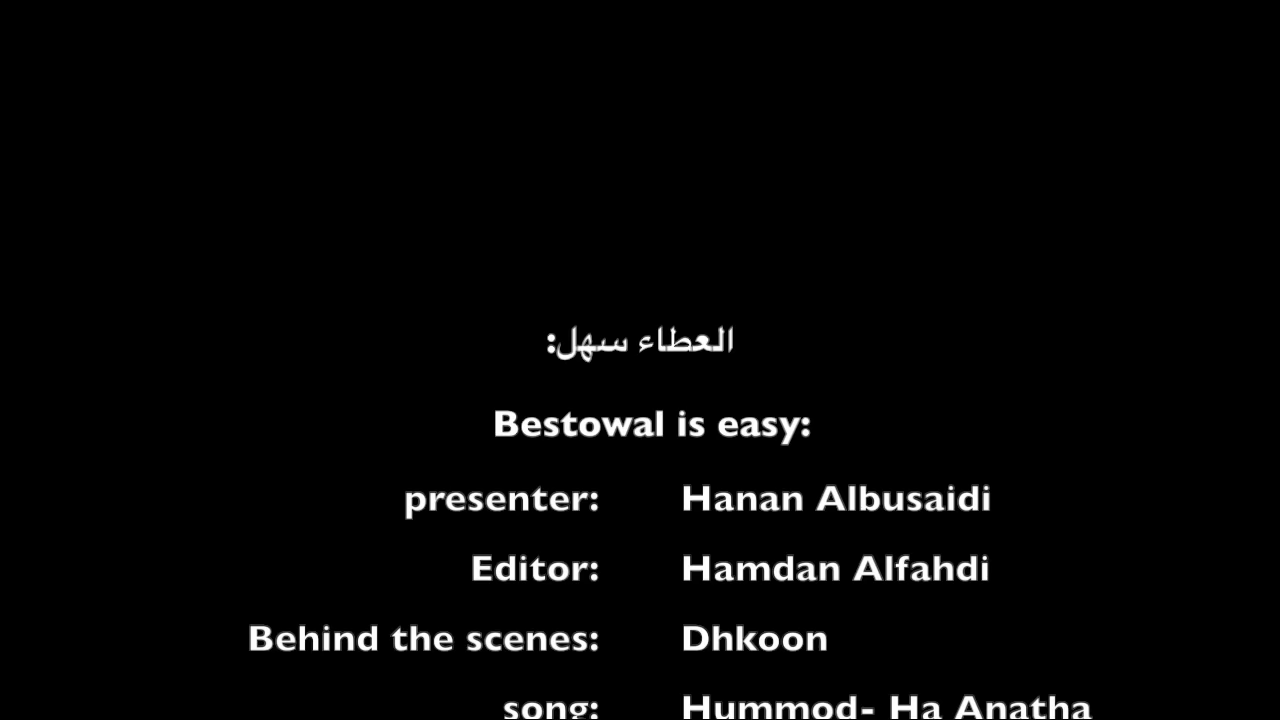 العطاء سهل:
Bestowal is easy:
presenter: Hanan Albusaidi
Editor: Hamdan Alfahdi
Behind the scenes: Dhkoon
song: Hummod- Ha Anatha